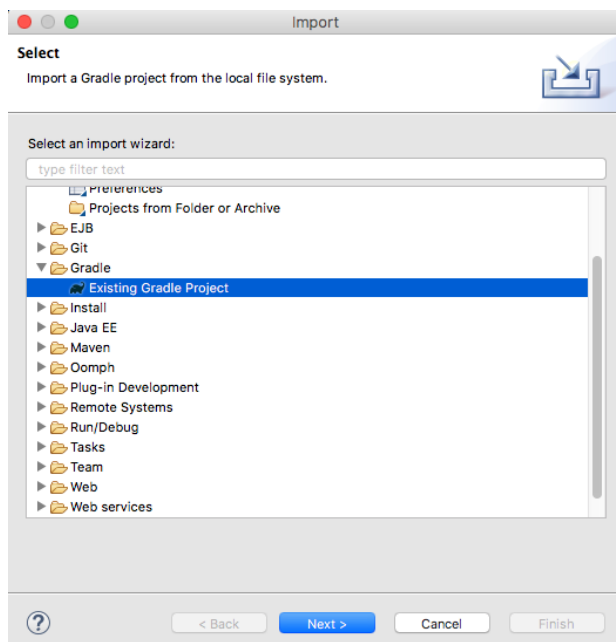 Import
Select
Import a Gradle project from the local file system.
Select an import wizard:
type filter text
Preferences
Projects from Folder or Archive
EJB
Git
Gradle
Existing Gradle Project
Install
Java EE
Maven
Oomph
Plug-in Development
Remote Systems
Run/Debug
Tasks
Team
Web
Web services
? < Back Next > Cancel Finish